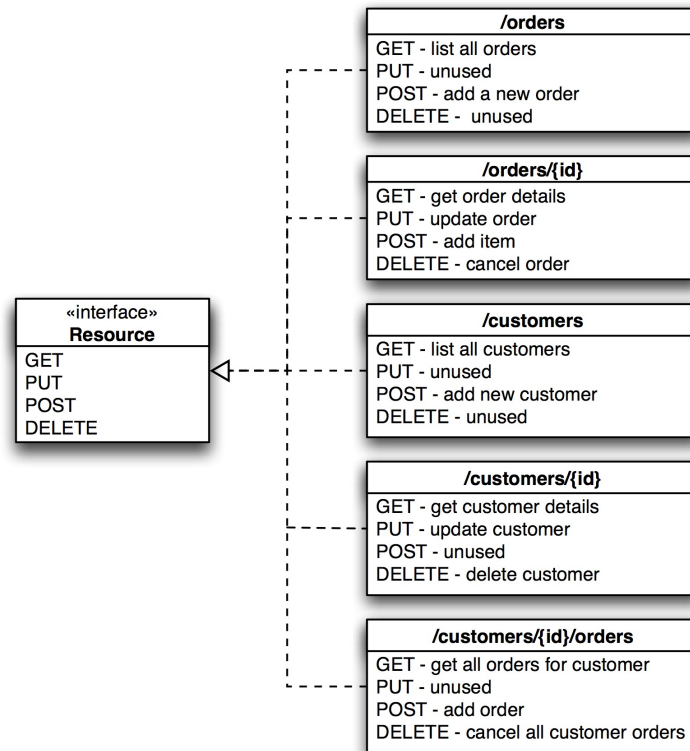 /orders
GET - list all orders
PUT - unused
POST - add a new order
DELETE -  unused
/orders/{id}
GET - get order details
PUT - update order
POST - add item
DELETE - cancel order
«interface»
Resource
GET
PUT
POST
DELETE
/customers
GET - list all customers
PUT - unused
POST - add new customer
DELETE - unused
/customers/{id}
GET - get customer details
PUT - update customer
POST - unused
DELETE - delete customer
/customers/{id}/orders
GET - get all orders for customer
PUT - unused
POST - add order
DELETE - cancel all customer orders